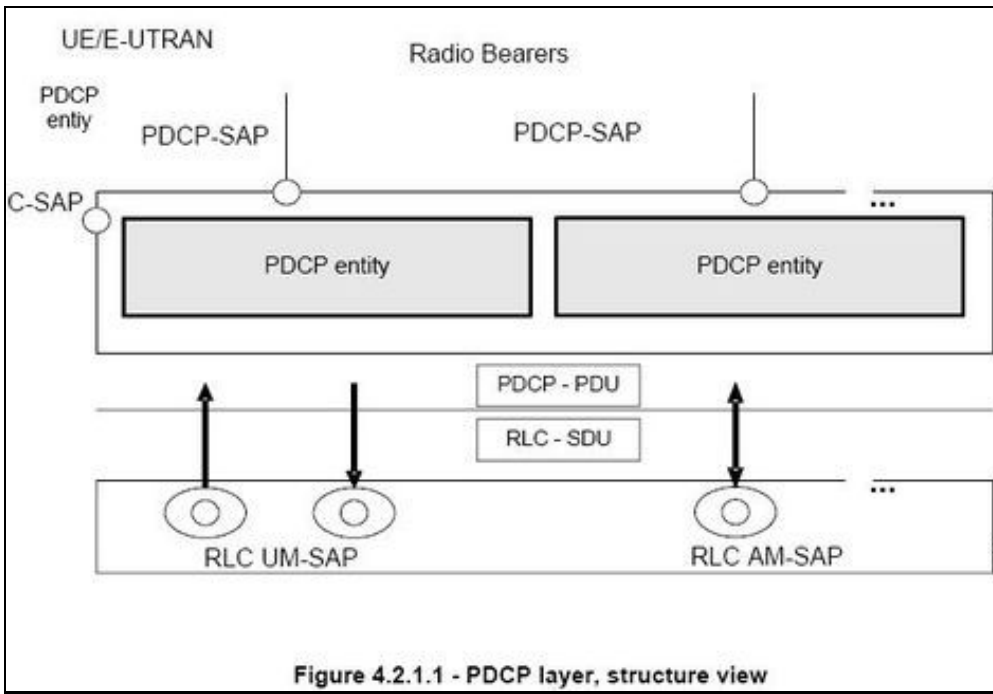 UE/E-UTRAN
Radio Bearers
PDCP
entiy
PDCP-SAP
PDCP-SAP
C-SAP
...
PDCP entity
PDCP entity
PDCP - PDU
RLC - SDU
...
RLC UM-SAP
RLC AM-SAP
Figure 4.2.1.1 - PDCP layer, structure view